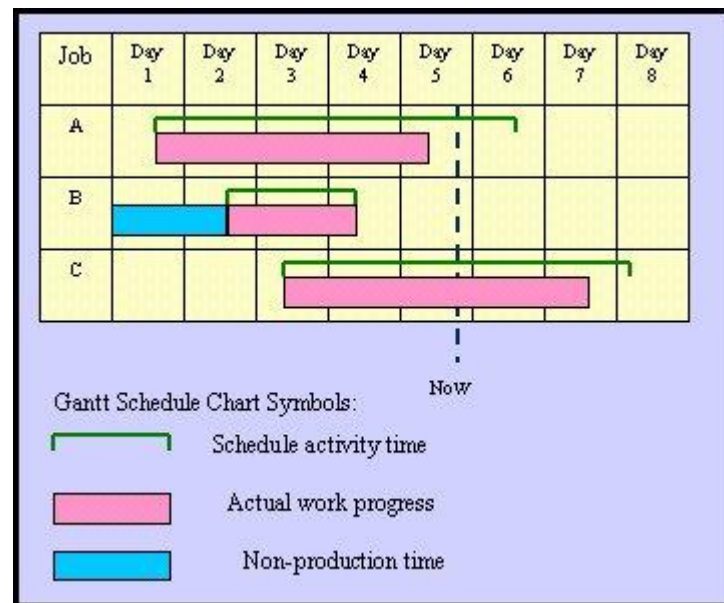 Job Day 1 Day 2 Day 3 Day 4 Day 5 Day 6 Day 7 Day 8
A
B
C
Now
Gantt Schedule Chart Symbols:
Schedule activity time
Actual work progress
Non-production time